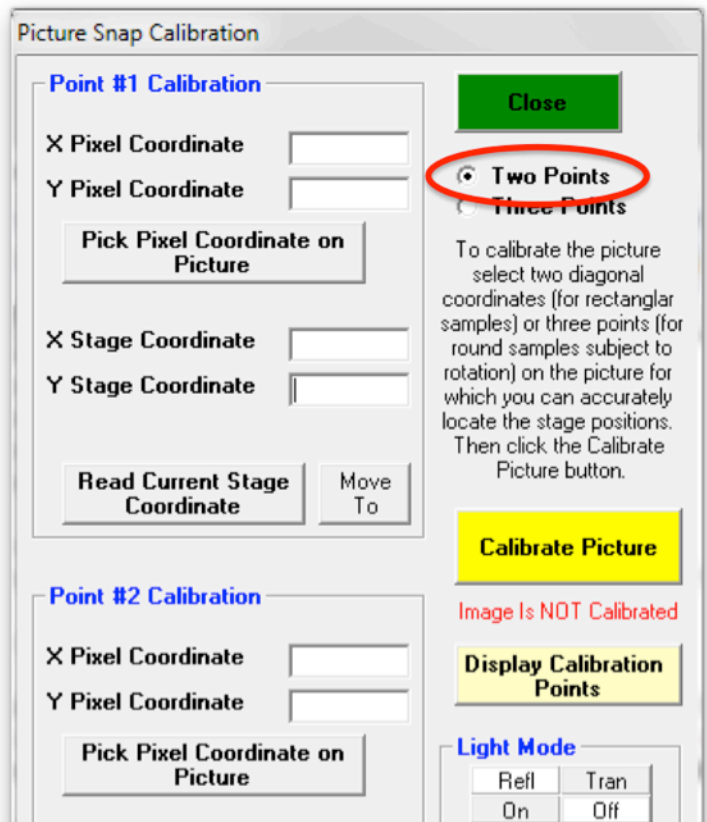 Picture Snap Calibration
Point #1 Calibration
X Pixel Coordinate
Y Pixel Coordinate
Pick Pixel Coordinate on
Picture
X Stage Coordinate
Y Stage Coordinate
Read Current Stage
Coordinate
Move
To
Point #2 Calibration
X Pixel Coordinate
Y Pixel Coordinate
Pick Pixel Coordinate on
Picture
Close
Two Points
Three Points
To calibrate the picture
select two diagonal
coordinates (for rectanglar
samples) or three points (for
round samples subject to
rotation) on the picture for
which you can accurately
locate the stage positions.
Then click the Calibrate
Picture button.
Calibrate Picture
Image Is NOT Calibrated
Display Calibration
Points
Light Mode
Refl Tran
On Off